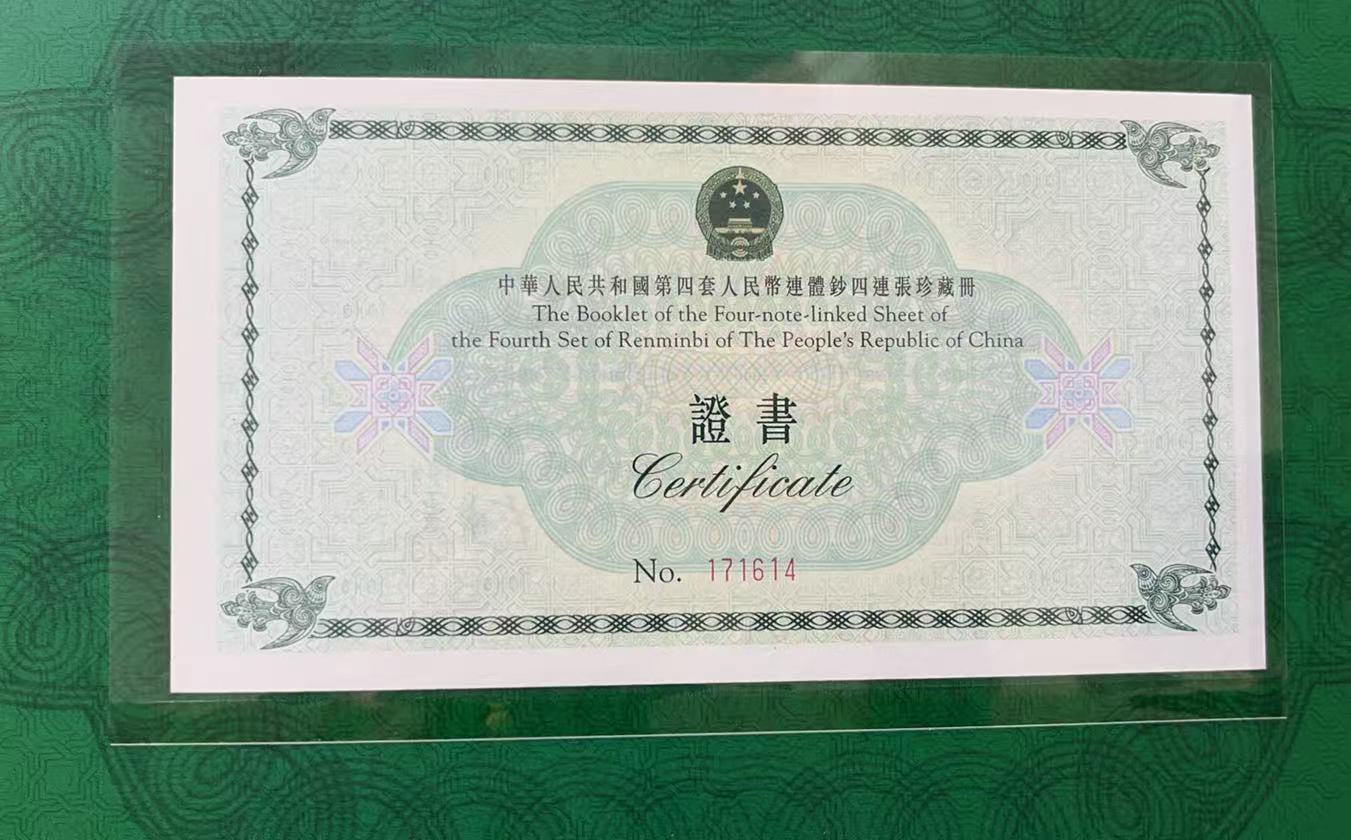 中華人民共和國第四套人民幣連體鈔四連張珍藏冊
The Booklet of the Four-note-linked Sheet of
the Fourth Set of Renminbi of The People's Republic of China
證書
Certificate
No. 171614